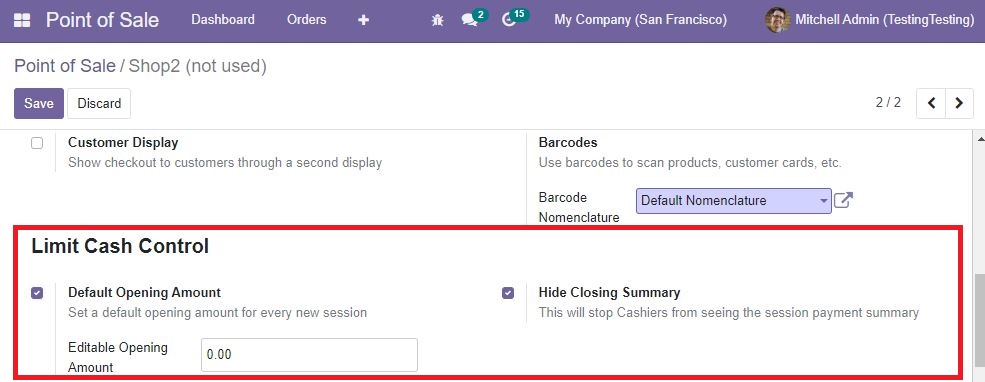 Point of Sale Dashboard Orders 2 15 My Company (San Francisco) Mitchell Admin (TestingTesting)
Point of Sale / Shop2 (not used)
Save Discard 2 / 2
Customer Display
Show checkout to customers through a second display
Barcodes
Use barcodes to scan products, customer cards, etc.
Barcode
Nomenclature
Default Nomenclature
Limit Cash Control
Default Opening Amount
Set a default opening amount for every new session
Editable Opening
Amount
0.00
Hide Closing Summary
This will stop Cashiers from seeing the session payment summary